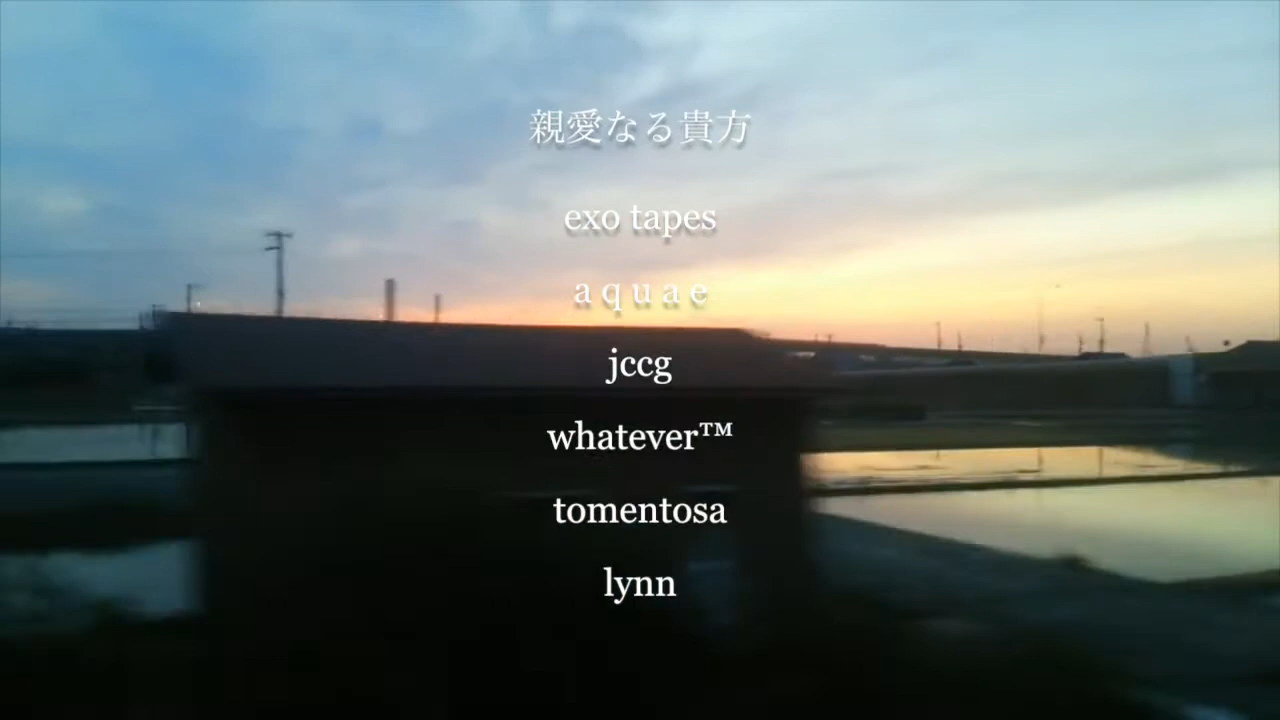 親愛なる貴方
exo tapes
a q u a e
jccg
whatever™
tomentosa
lynn